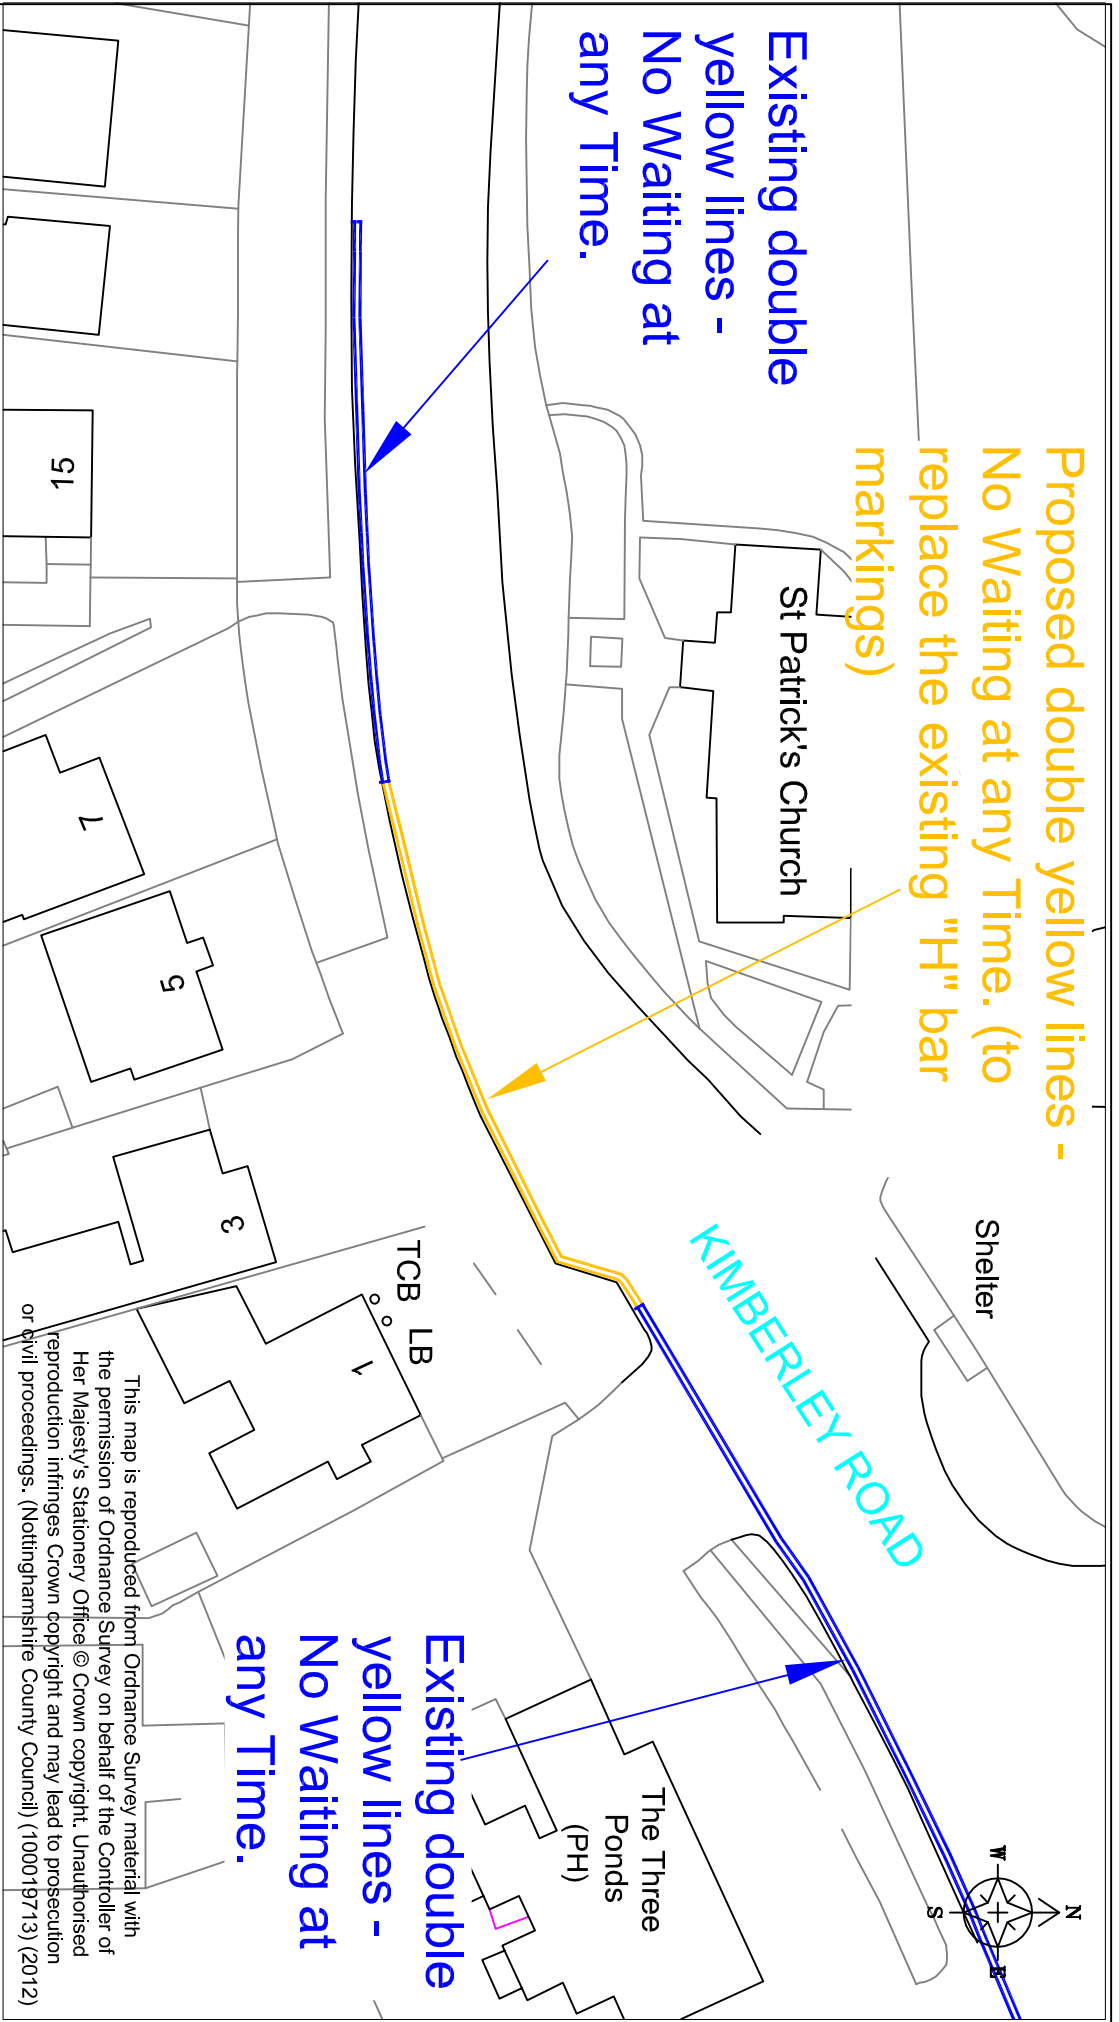 Existing double
yellow lines -
No Waiting at
any Time.
Proposed double yellow lines -
No Waiting at any Time. (to
replace the existing "H" bar
markings)
St Patrick's Church
Shelter
KIMBERLEY ROAD
15
7
5
3
1
TCB
LB
The Three
Ponds
(PH)
Existing double
yellow lines -
No Waiting at
any Time.
N
W
E
S
This map is reproduced from Ordnance Survey material with
the permission of Ordnance Survey on behalf of the Controller of
Her Majesty's Stationery Office © Crown copyright. Unauthorised
reproduction infringes Crown copyright and may lead to prosecution
or civil proceedings. (Nottinghamshire County Council) (100019713) (2012)